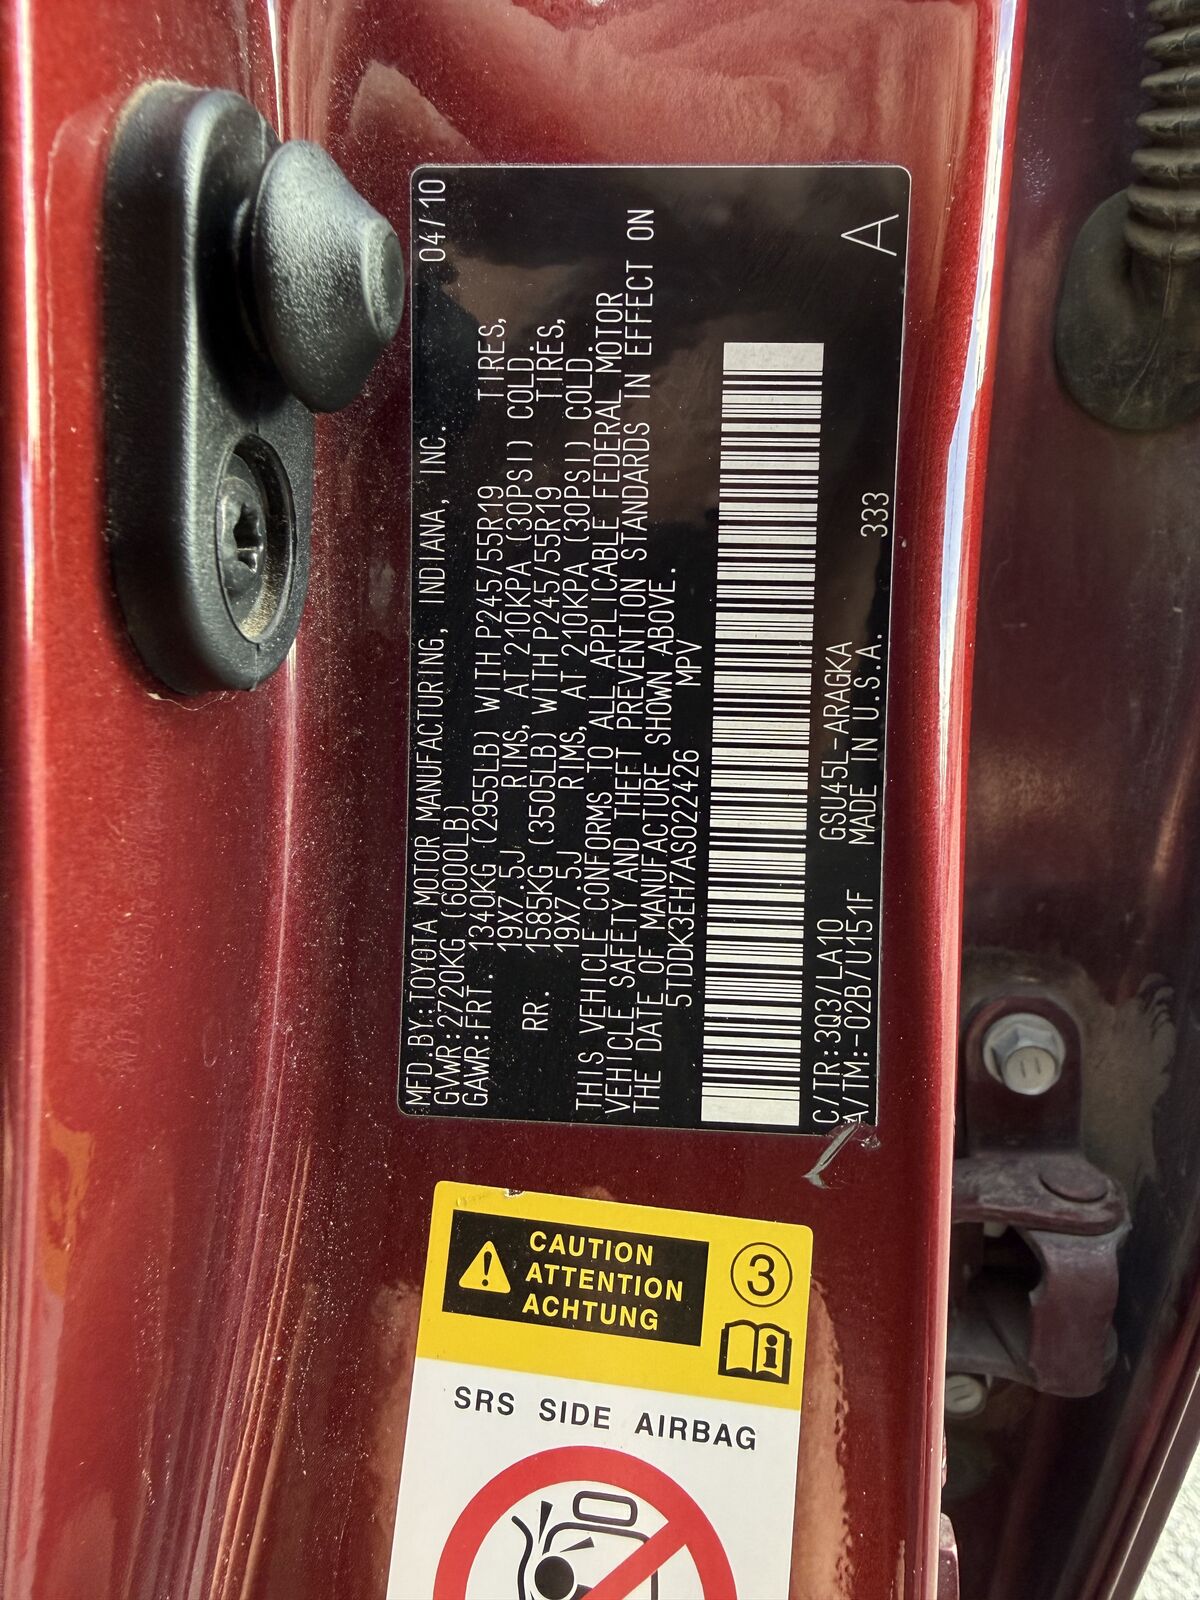 MFD.BY:TOYOTA MOTOR MANUFACTURING, INDIANA, INC. 04/10
GVWR:2720KG(6000LB)
GAWR:FRT. 1340KG(2955LB) WITH P245/55R19 TIRES,
19X7.5J RIMS, AT 210KPA(30PSI) COLD.
RR. 1585KG(3505LB) WITH P245/55R19 TIRES,
19X7.5J RIMS, AT 210KPA(30PSI) COLD.
THIS VEHICLE CONFORMS TO ALL APPLICABLE FEDERAL MOTOR
VEHICLE SAFETY AND THEFT PREVENTION STANDARDS IN EFFECT ON
THE DATE OF MANUFACTURE SHOWN ABOVE.
5TDDK3EH7AS022426 MPV
C/TR:3Q3/LA10 GSU45L-ARAGKA 333 A
A/TM:-02B/U151F MADE IN U.S.A.
CAUTION
ATTENTION
ACHTUNG
3
i
SRS SIDE AIRBAG